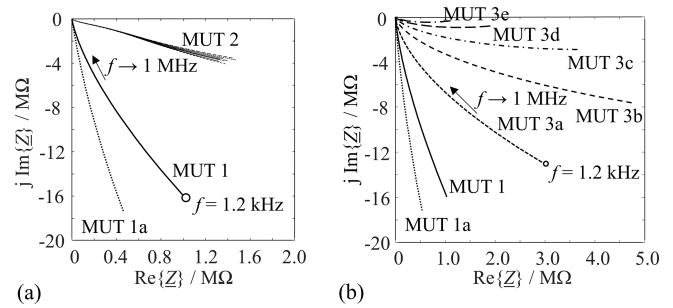 0
-4
-8
-12
-16
-20
j Im{Z} / MΩ
MUT 2
f → 1 MHz
MUT 1
f = 1.2 kHz
MUT 1a
0 0.4 0.8 1.2 1.6 2.0
Re{Z} / MΩ
(a)
0
-4
-8
-12
-16
-20
j Im{Z} / MΩ
MUT 3e
MUT 3d
MUT 3c
f → 1 MHz
MUT 3b
MUT 3a
f = 1.2 kHz
MUT 1
MUT 1a
0 1.0 2.0 3.0 4.0 5.0
Re{Z} / MΩ
(b)